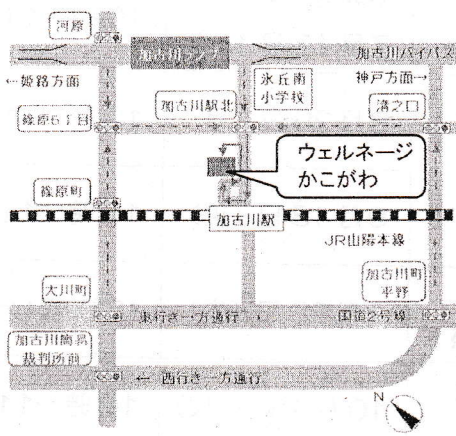 河原
加古川ランプ
加古川バイパス
←姫路方面
加古川駅北
氷丘南
小学校
神戸方面→
溝之口
篠原6丁目
ウェルネージ
かこがわ
篠原町
加古川駅
JR山陽本線
大川町
加古川町
平野
東行き一方通行→
国道2号線
加古川簡易
裁判所前
← 西行き一方通行
N